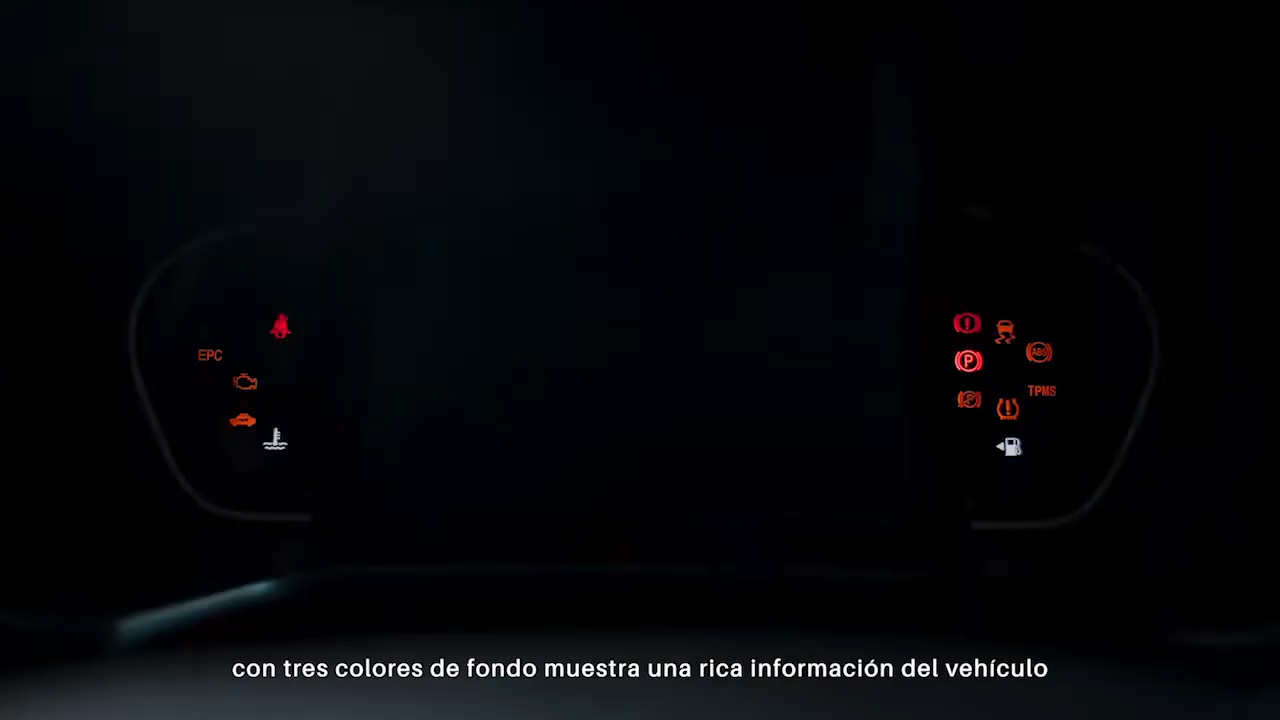 EPC
P
ABS
TPMS
con tres colores de fondo muestra una rica información del vehículo